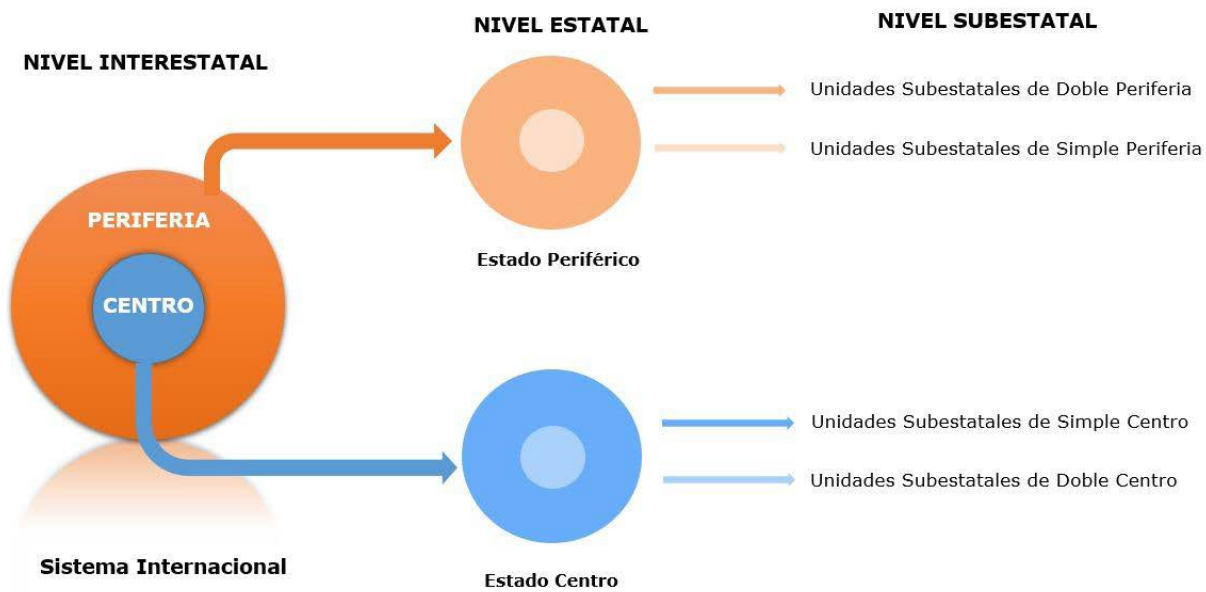 NIVEL INTERESTATAL
NIVEL ESTATAL
NIVEL SUBESTATAL
PERIFERIA
CENTRO
Sistema Internacional
Estado Periférico
Unidades Subestatales de Doble Periferia
Unidades Subestatales de Simple Periferia
Estado Centro
Unidades Subestatales de Simple Centro
Unidades Subestatales de Doble Centro